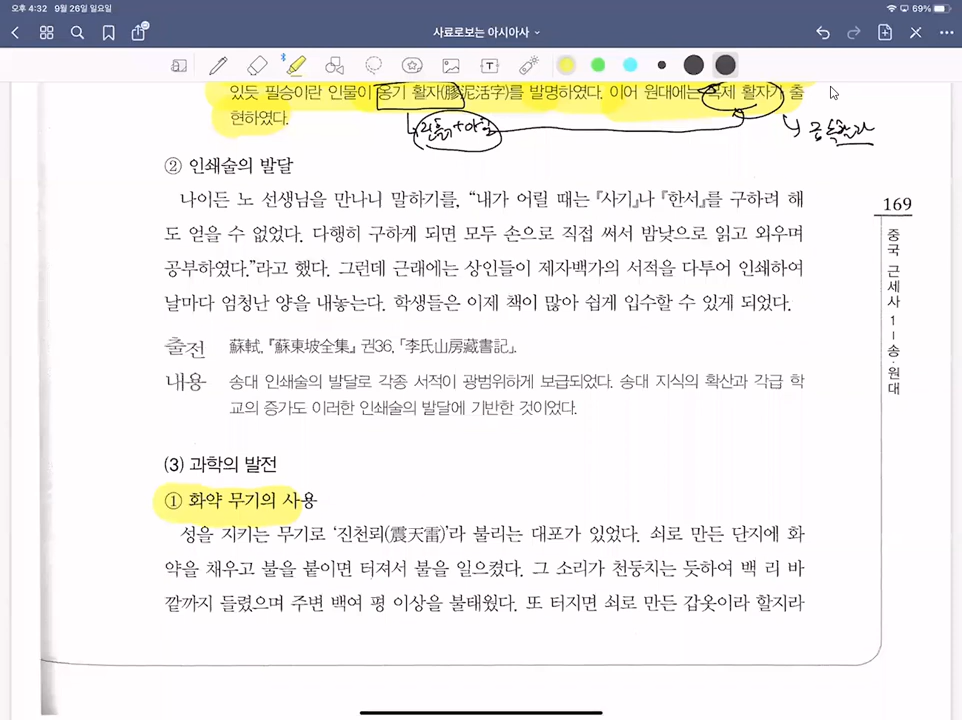 오후 4:32 9월 26일 일요일
69%
사료로보는 아시아사
있듯 필승이란 인물이 옹기 활자(膠泥活字)를 발명하였다. 이어 원대에는 목제 활자가 출
현하였다.
② 인쇄술의 발달
나이든 노 선생님을 만나니 말하기를, “내가 어릴 때는 『사기』나 『한서』를 구하려 해
도 얻을 수 없었다. 다행히 구하게 되면 모두 손으로 직접 써서 밤낮으로 읽고 외우며
공부하였다.”라고 했다. 그런데 근래에는 상인들이 제자백가의 서적을 다투어 인쇄하여
날마다 엄청난 양을 내놓는다. 학생들은 이제 책이 많아 쉽게 입수할 수 있게 되었다.
출전 蘇軾, 『蘇東坡全集』 권36, 「李氏山房藏書記」.
내용 송대 인쇄술의 발달로 각종 서적이 광범위하게 보급되었다. 송대 지식의 확산과 각급 학
교의 증가도 이러한 인쇄술의 발달에 기반한 것이었다.
(3) 과학의 발전
① 화약 무기의 사용
성을 지키는 무기로 ‘진천뢰(震天雷)’라 불리는 대포가 있었다. 쇠로 만든 단지에 화
약을 채우고 불을 붙이면 터져서 불을 일으켰다. 그 소리가 천둥치는 듯하여 백 리 바
깥까지 들렸으며 주변 백여 평 이상을 불태웠다. 또 터지면 쇠로 만든 갑옷이라 할지라
169
중국 근세사 1－송·원대